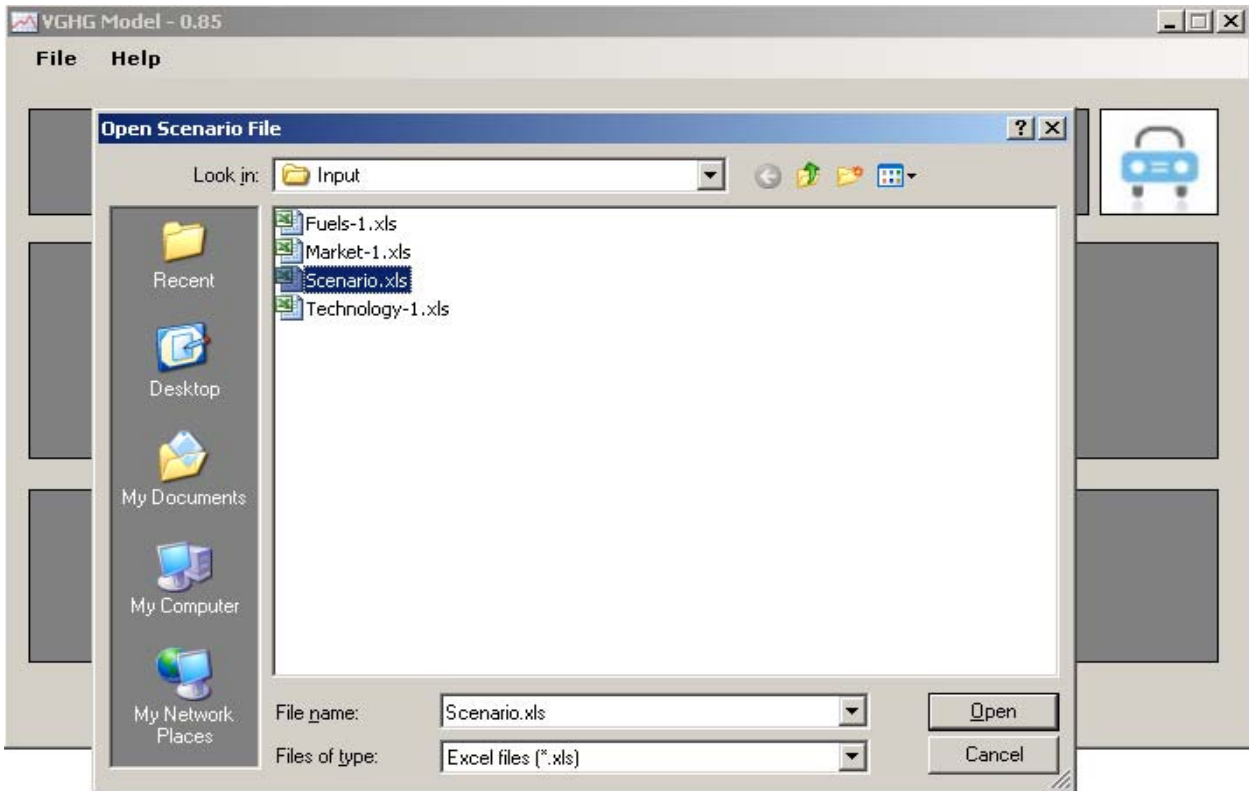 VGHG Model - 0.85
File Help
Open Scenario File
Look in: Input
Fuels-1.xls
Market-1.xls
Scenario.xls
Technology-1.xls
Recent
Desktop
My Documents
My Computer
My Network
Places
File name: Scenario.xls Open
Files of type: Excel files (*.xls) Cancel